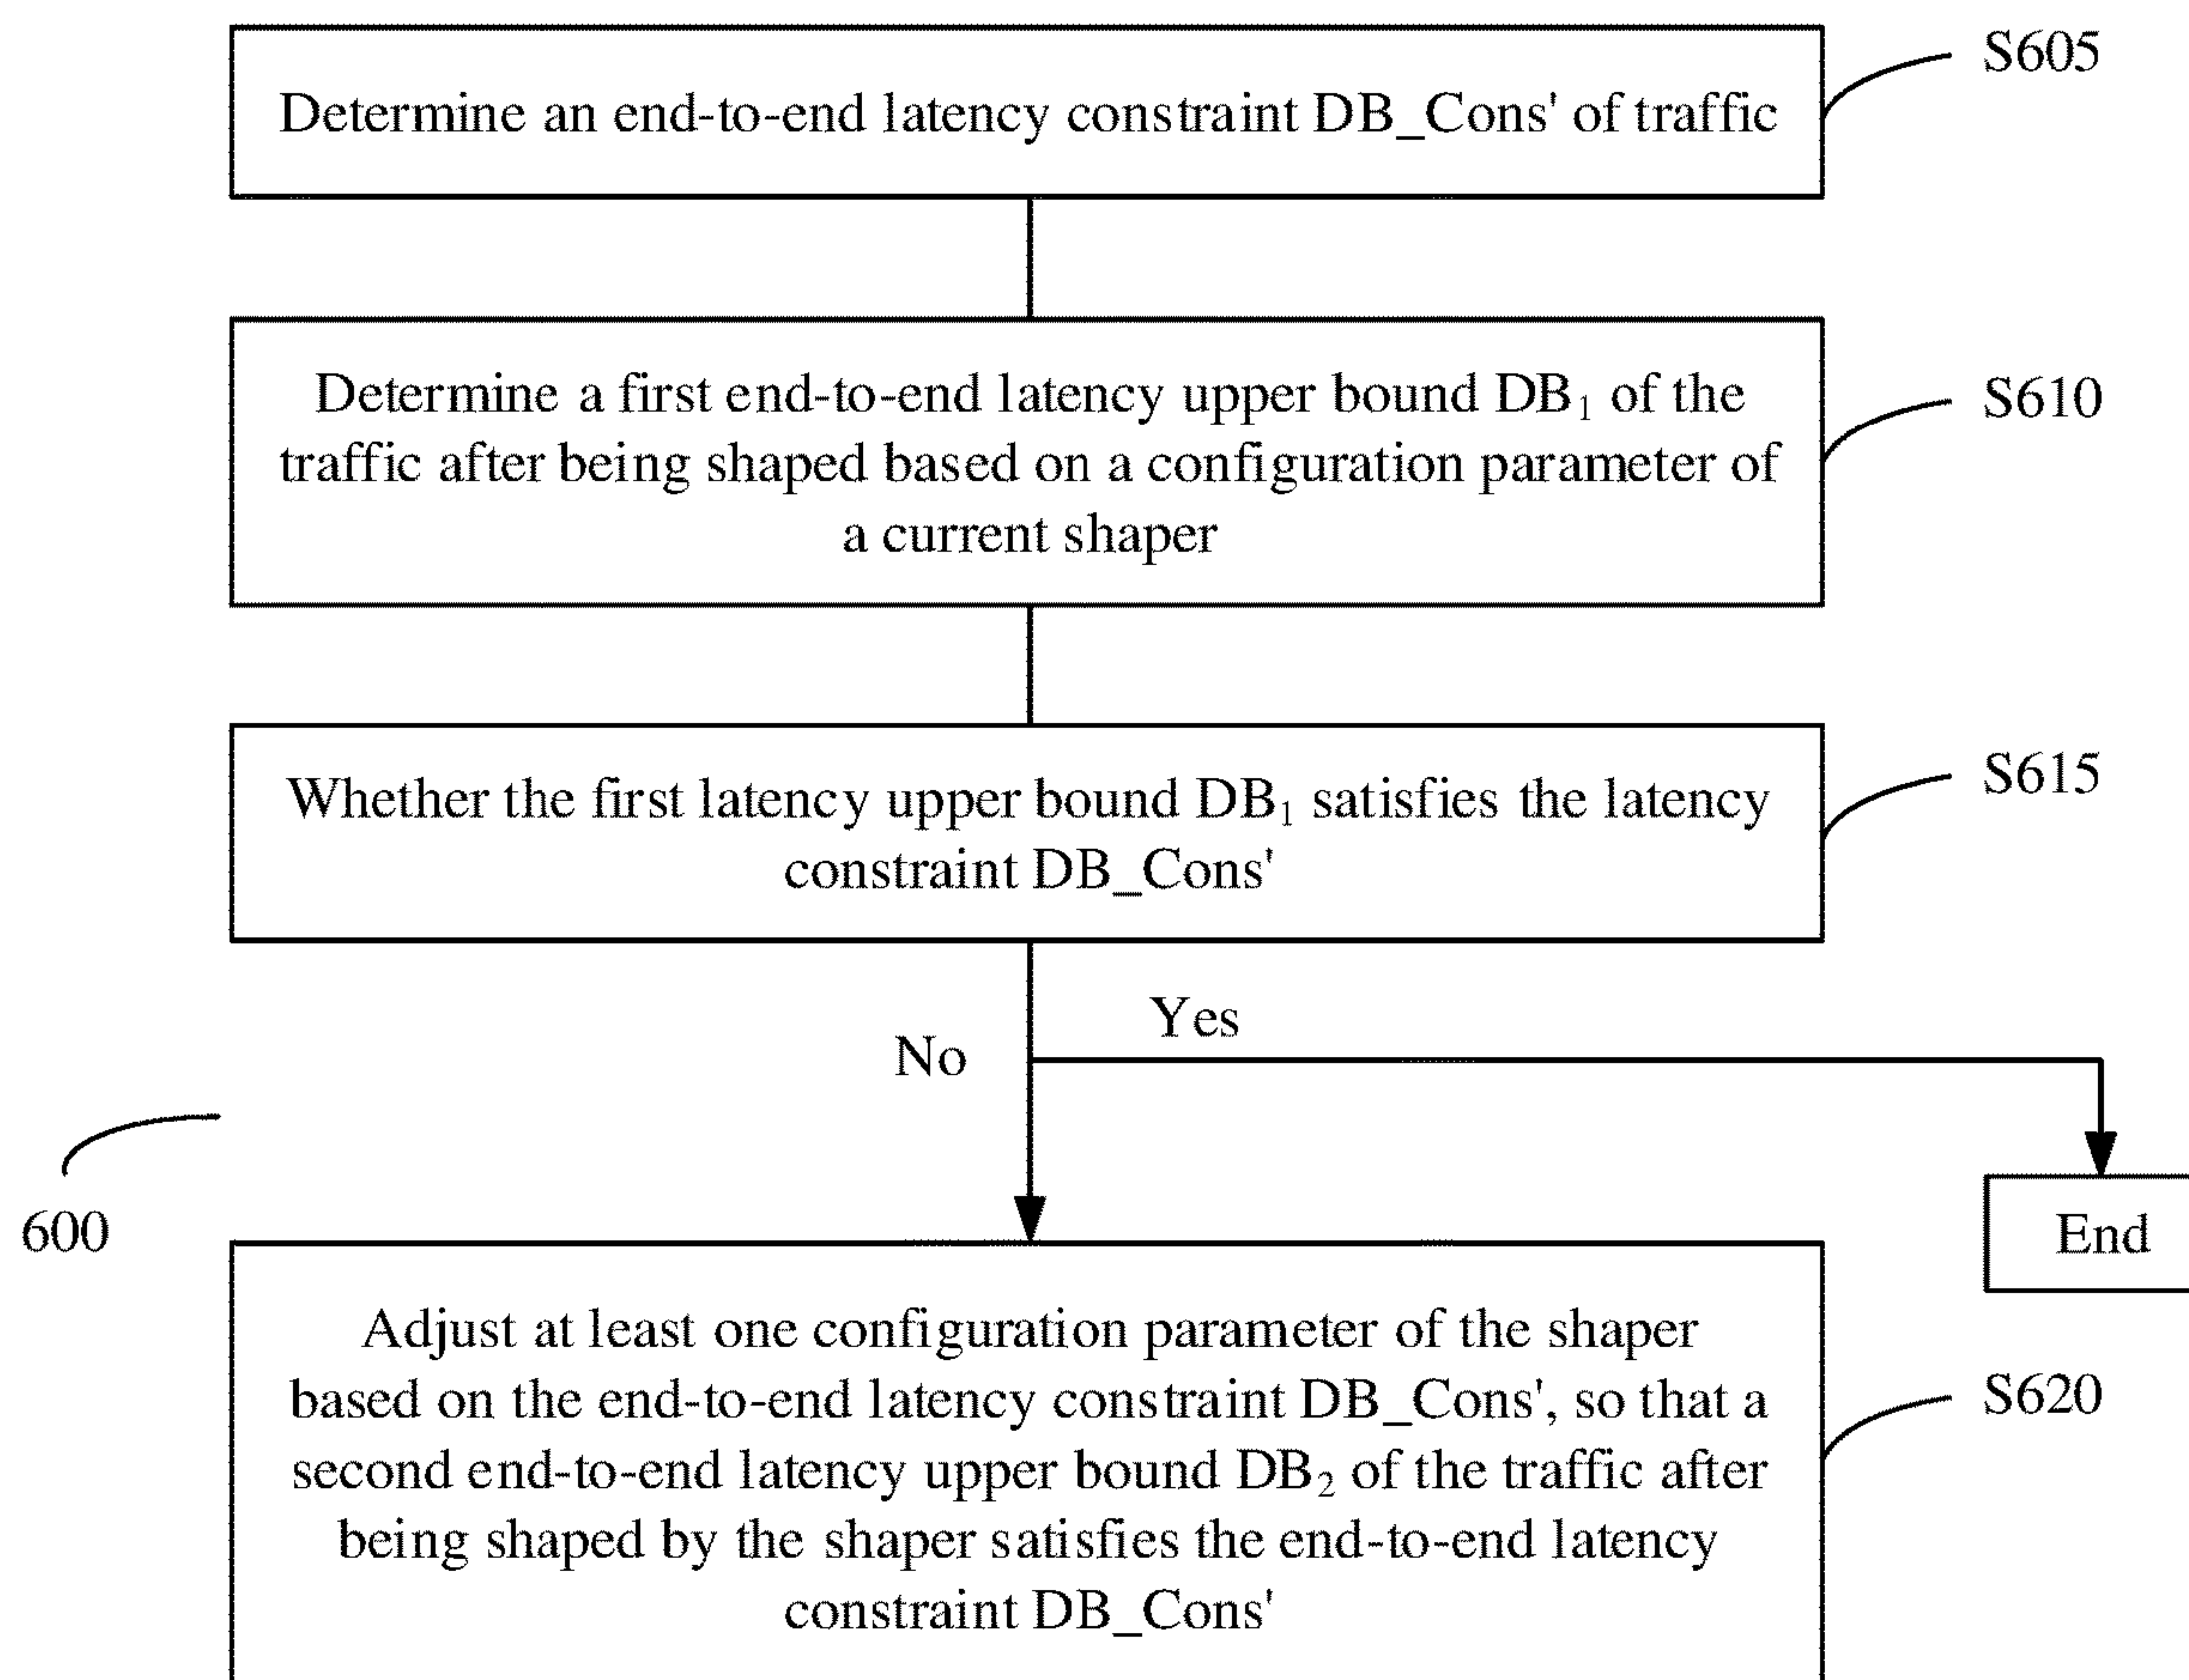 S605
Determine an end-to-end latency constraint DB_Cons' of traffic
Determine a first end-to-end latency upper bound DB₁ of the
traffic after being shaped based on a configuration parameter of
a current shaper
S610
Whether the first latency upper bound DB₁ satisfies the latency
constraint DB_Cons'
S615
Yes
No
600
End
Adjust at least one configuration parameter of the shaper
based on the end-to-end latency constraint DB_Cons', so that a
second end-to-end latency upper bound DB₂ of the traffic after
being shaped by the shaper satisfies the end-to-end latency
constraint DB_Cons'
S620